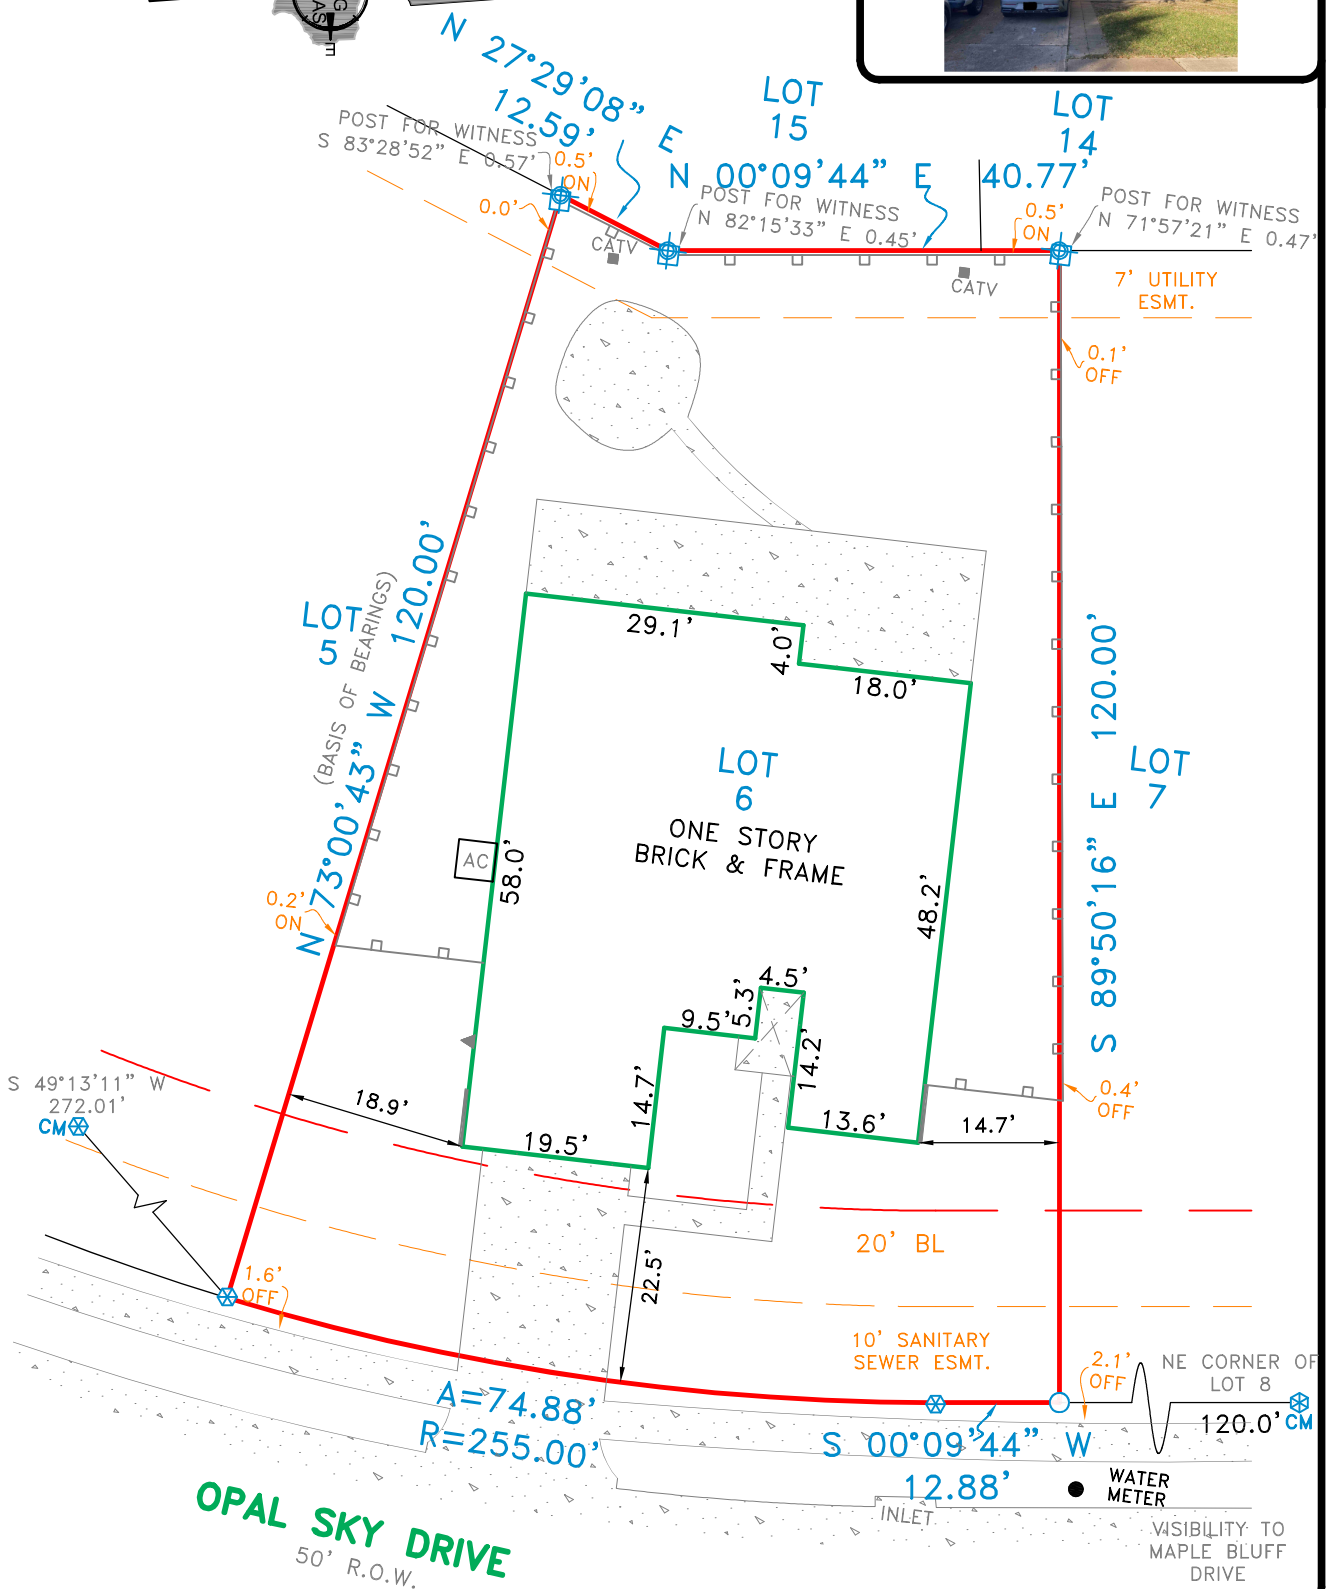 G
AS
E
N 27°29'08" E
12.59'
LOT
15
LOT
14
POST FOR WITNESS
S 83°28'52" E 0.57'
0.5'
ON
N 00°09'44" E 40.77'
POST FOR WITNESS
N 82°15'33" E 0.45'
POST FOR WITNESS
N 71°57'21" E 0.47'
0.0'
0.5'
ON
CATV
CATV
7' UTILITY
ESMT.
0.1'
OFF
LOT
5
N 73°00'43" W 120.00'
(BASIS OF BEARINGS)
29.1'
4.0'
18.0'
S 89°50'16" E 120.00'
LOT
7
LOT
6
ONE STORY
BRICK & FRAME
AC
58.0'
48.2'
0.2'
ON
4.5'
5.3'
9.5'
14.2'
14.7'
13.6'
14.7'
0.4'
OFF
S 49°13'11" W
272.01'
CM
18.9'
19.5'
20' BL
22.5'
1.6'
OFF
10' SANITARY
SEWER ESMT.
2.1'
OFF
NE CORNER OF
LOT 8
120.0'
CM
A=74.88'
R=255.00'
S 00°09'44" W
12.88'
WATER
METER
INLET
OPAL SKY DRIVE
50' R.O.W.
VISIBILITY TO
MAPLE BLUFF
DRIVE